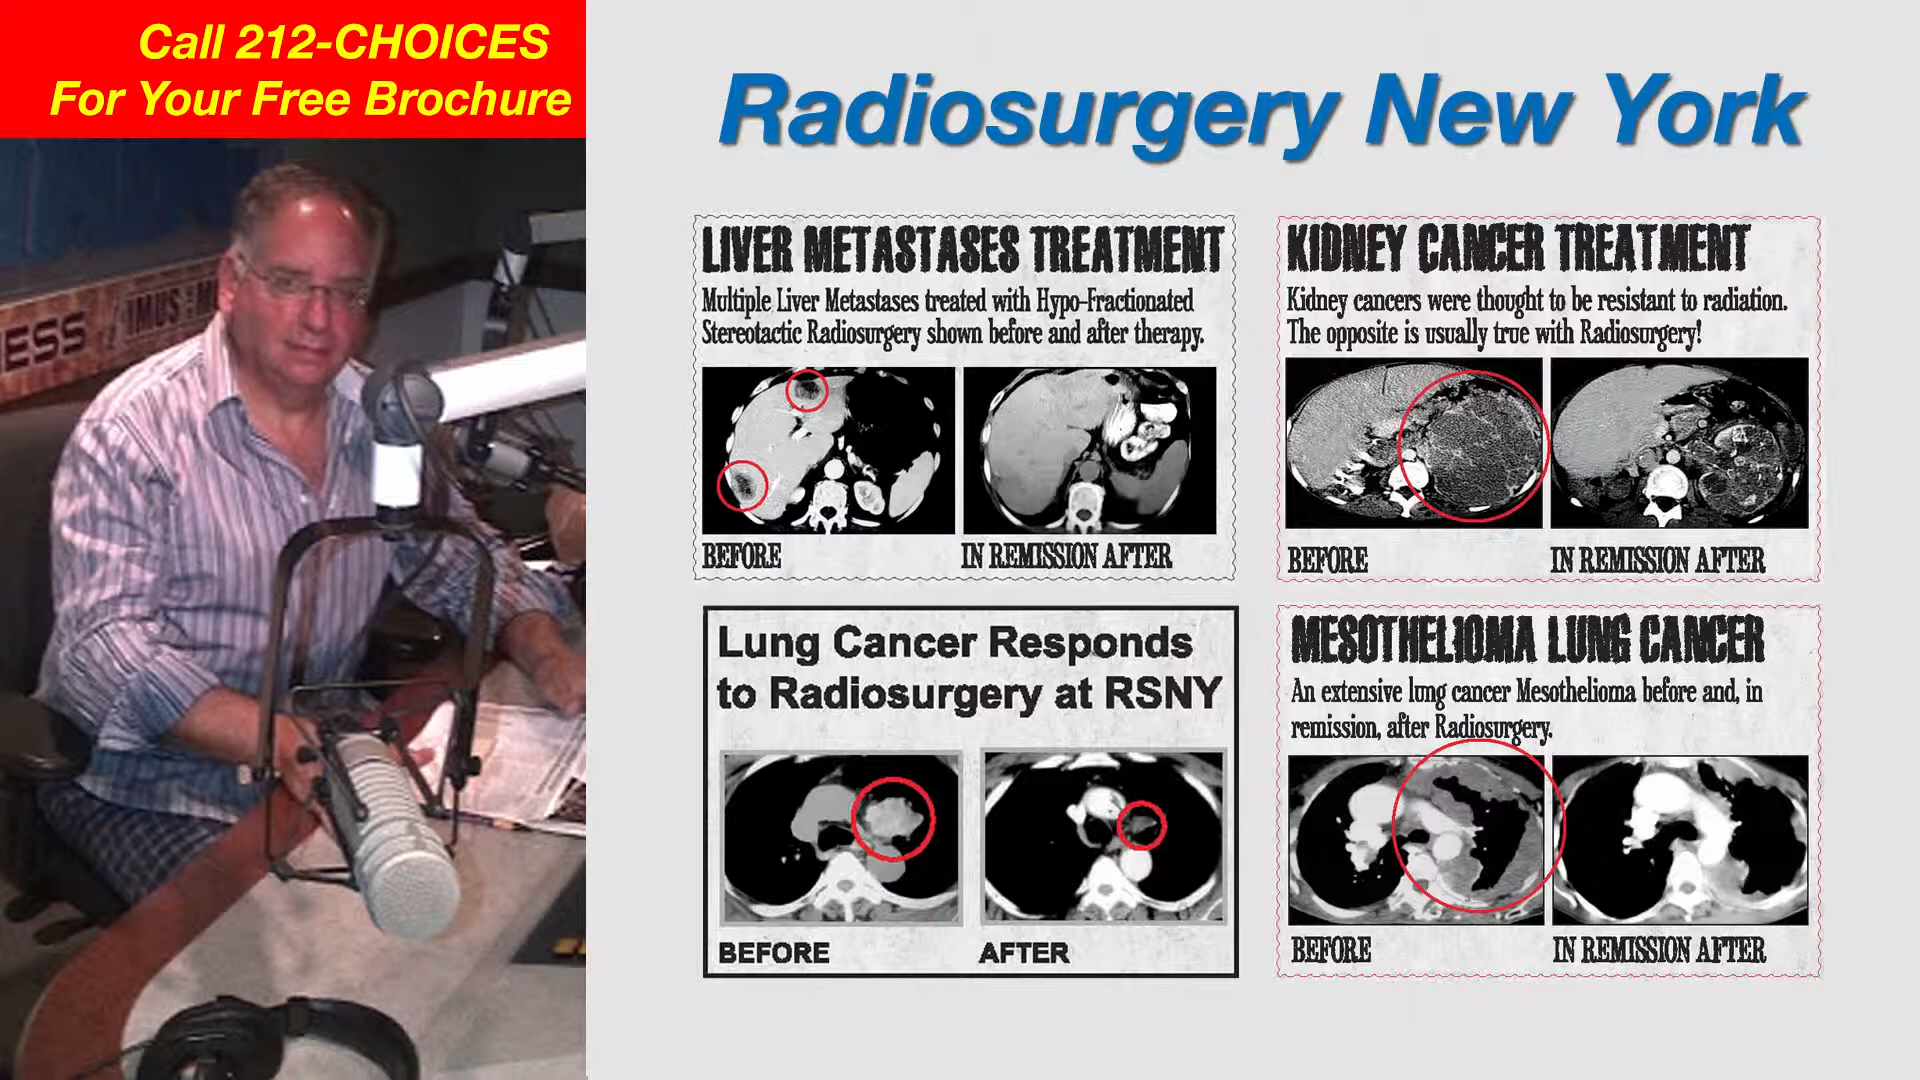 Call 212-CHOICES
For Your Free Brochure
Radiosurgery New York
LIVER METASTASES TREATMENT
Multiple Liver Metastases treated with Hypo-Fractionated
Stereotactic Radiosurgery shown before and after therapy.
BEFORE
IN REMISSION AFTER
KIDNEY CANCER TREATMENT
Kidney cancers were thought to be resistant to radiation.
The opposite is usually true with Radiosurgery!
BEFORE
IN REMISSION AFTER
Lung Cancer Responds
to Radiosurgery at RSNY
BEFORE
AFTER
MESOTHELIOMA LUNG CANCER
An extensive lung cancer Mesothelioma before and, in
remission, after Radiosurgery.
BEFORE
IN REMISSION AFTER
IMUS